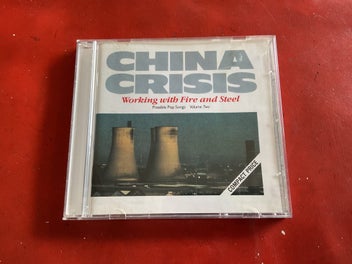 CHINA
CRISIS
Working with Fire and Steel
Possible Pop Songs Volume Two
COMPACT PRICE